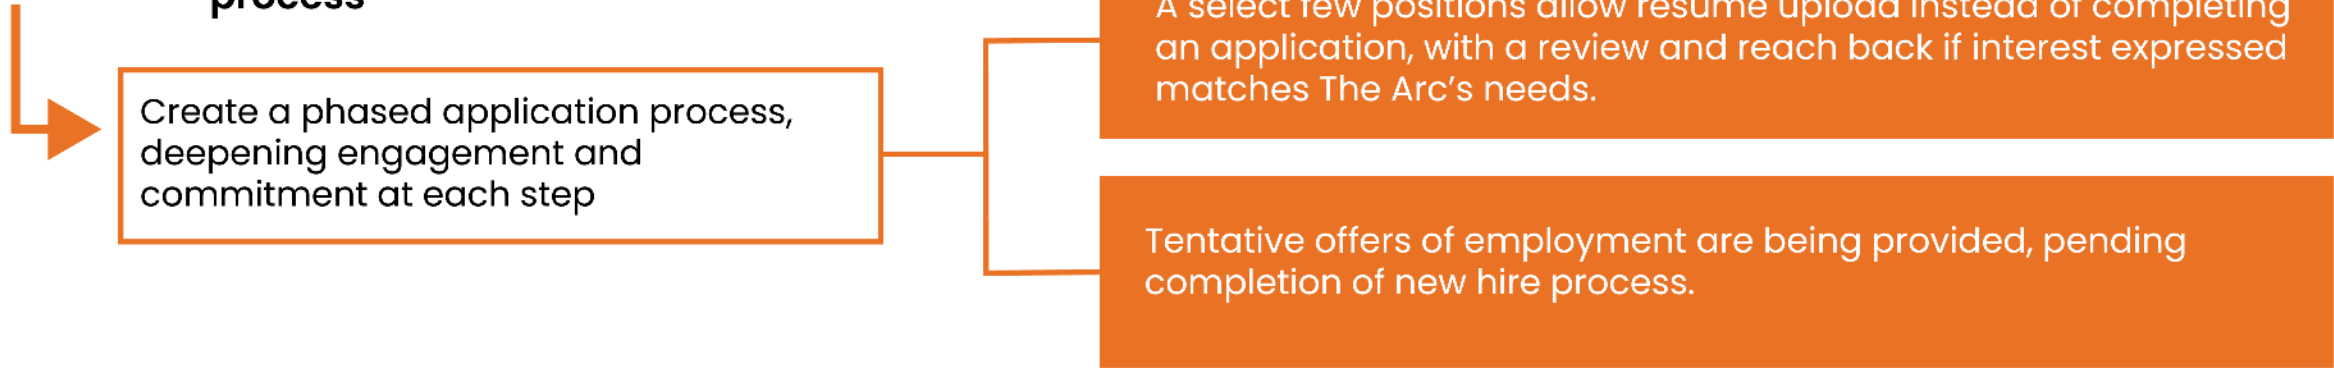 process
Create a phased application process,
deepening engagement and
commitment at each step
A select few positions allow resume upload instead of completing
an application, with a review and reach back if interest expressed
matches The Arc’s needs.
Tentative offers of employment are being provided, pending
completion of new hire process.